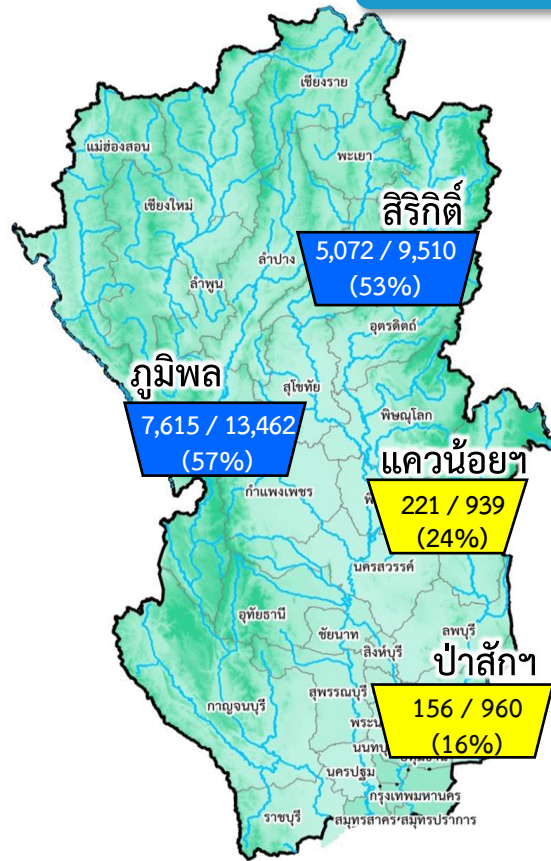 เชียงราย
แม่ฮ่องสอน
พะเยา
เชียงใหม่
สิริกิติ์
5,072 / 9,510
(53%)
ลำปาง
ลำพูน
อุตรดิตถ์
ภูมิพล
7,615 / 13,462
(57%)
สุโขทัย
พิษณุโลก
แควน้อยฯ
221 / 939
(24%)
กำแพงเพชร
นครสวรรค์
อุทัยธานี
ชัยนาท
ลพบุรี
สิงห์บุรี
ป่าสักฯ
156 / 960
(16%)
สุพรรณบุรี
กาญจนบุรี
นครปฐม
กรุงเทพมหานคร
ราชบุรี
สมุทรสาคร
สมุทรปราการ